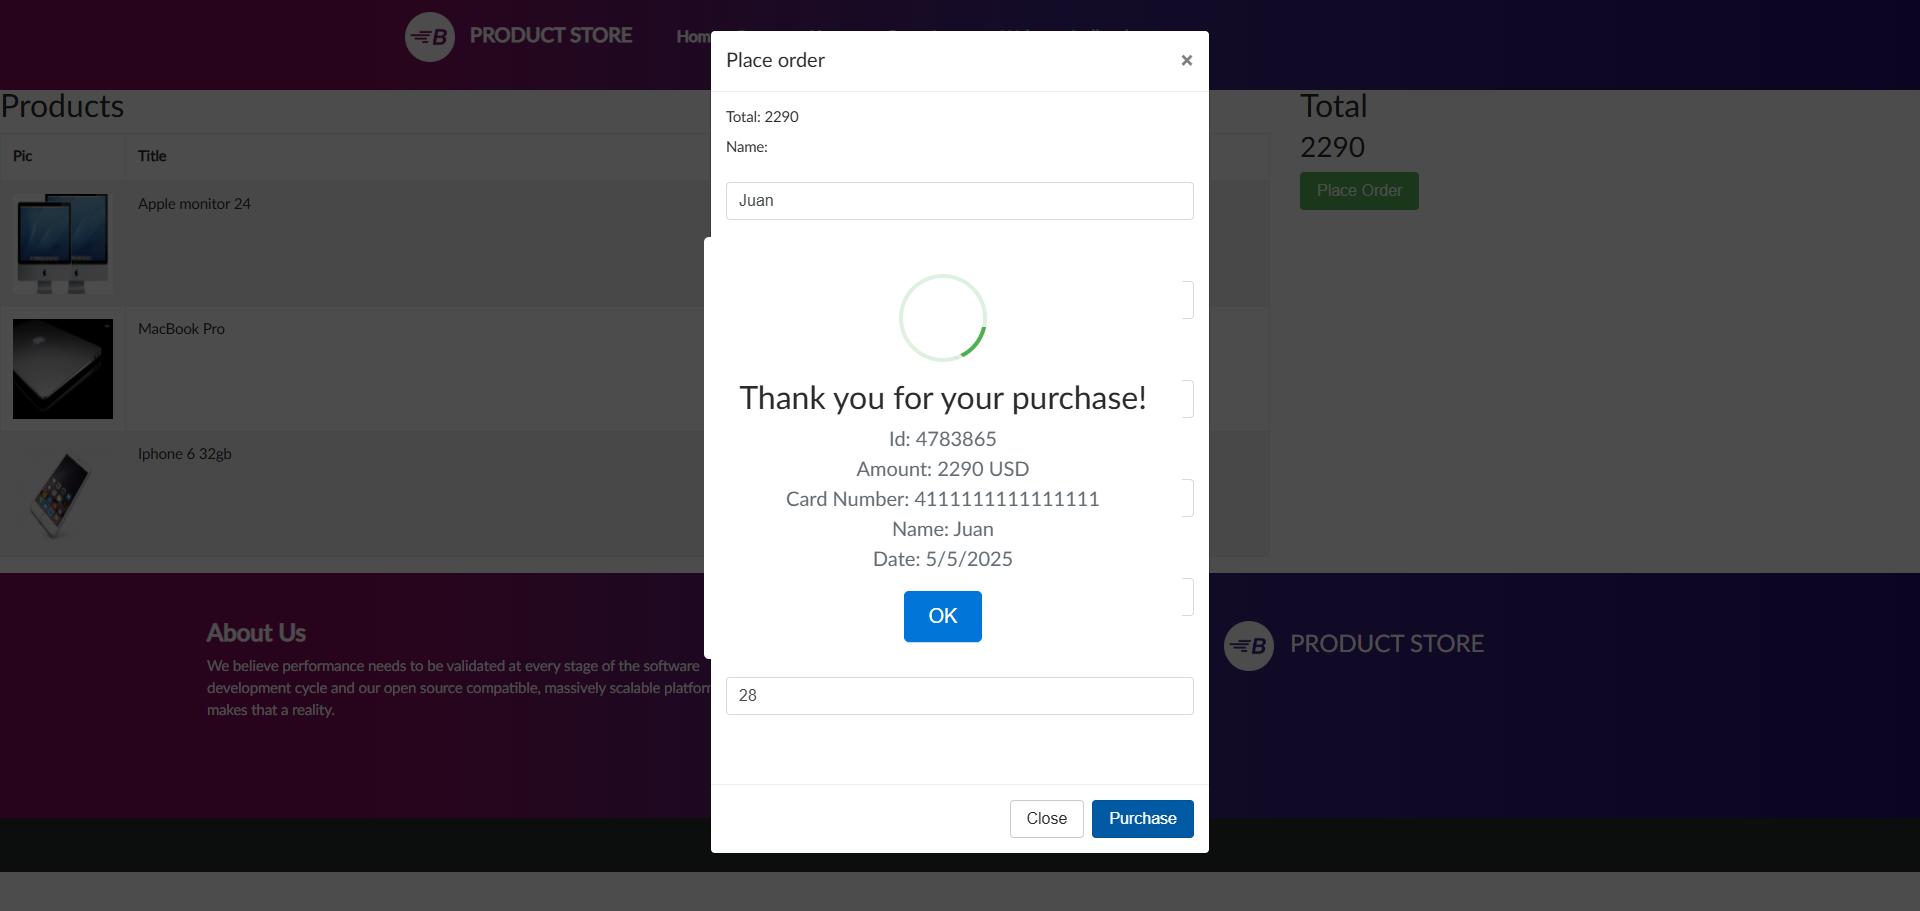 PRODUCT STORE
Hom
Place order
×
Products
Total
Total: 2290
2290
Name:
Pic
Title
Place Order
Juan
Apple monitor 24
MacBook Pro
Iphone 6 32gb
Thank you for your purchase!
Id: 4783865
Amount: 2290 USD
Card Number: 4111111111111111
Name: Juan
Date: 5/5/2025
OK
About Us
We believe performance needs to be validated at every stage of the software
development cycle and our open source compatible, massively scalable platform
makes that a reality.
PRODUCT STORE
28
Close
Purchase